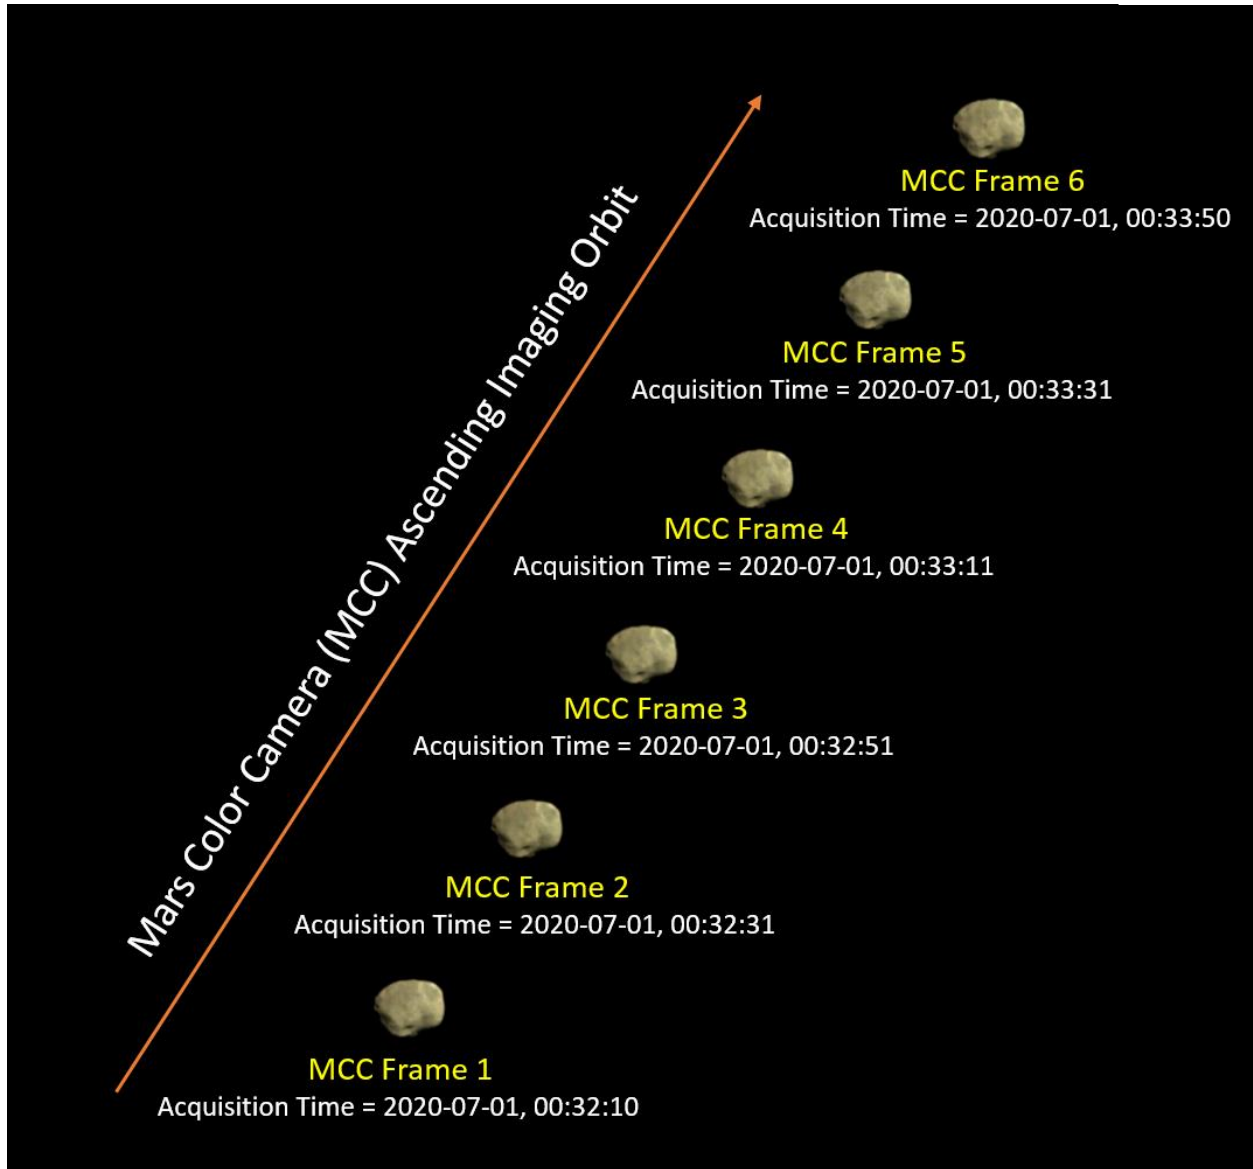 Mars Color Camera (MCC) Ascending Imaging Orbit
MCC Frame 6
Acquisition Time = 2020-07-01, 00:33:50
MCC Frame 5
Acquisition Time = 2020-07-01, 00:33:31
MCC Frame 4
Acquisition Time = 2020-07-01, 00:33:11
MCC Frame 3
Acquisition Time = 2020-07-01, 00:32:51
MCC Frame 2
Acquisition Time = 2020-07-01, 00:32:31
MCC Frame 1
Acquisition Time = 2020-07-01, 00:32:10